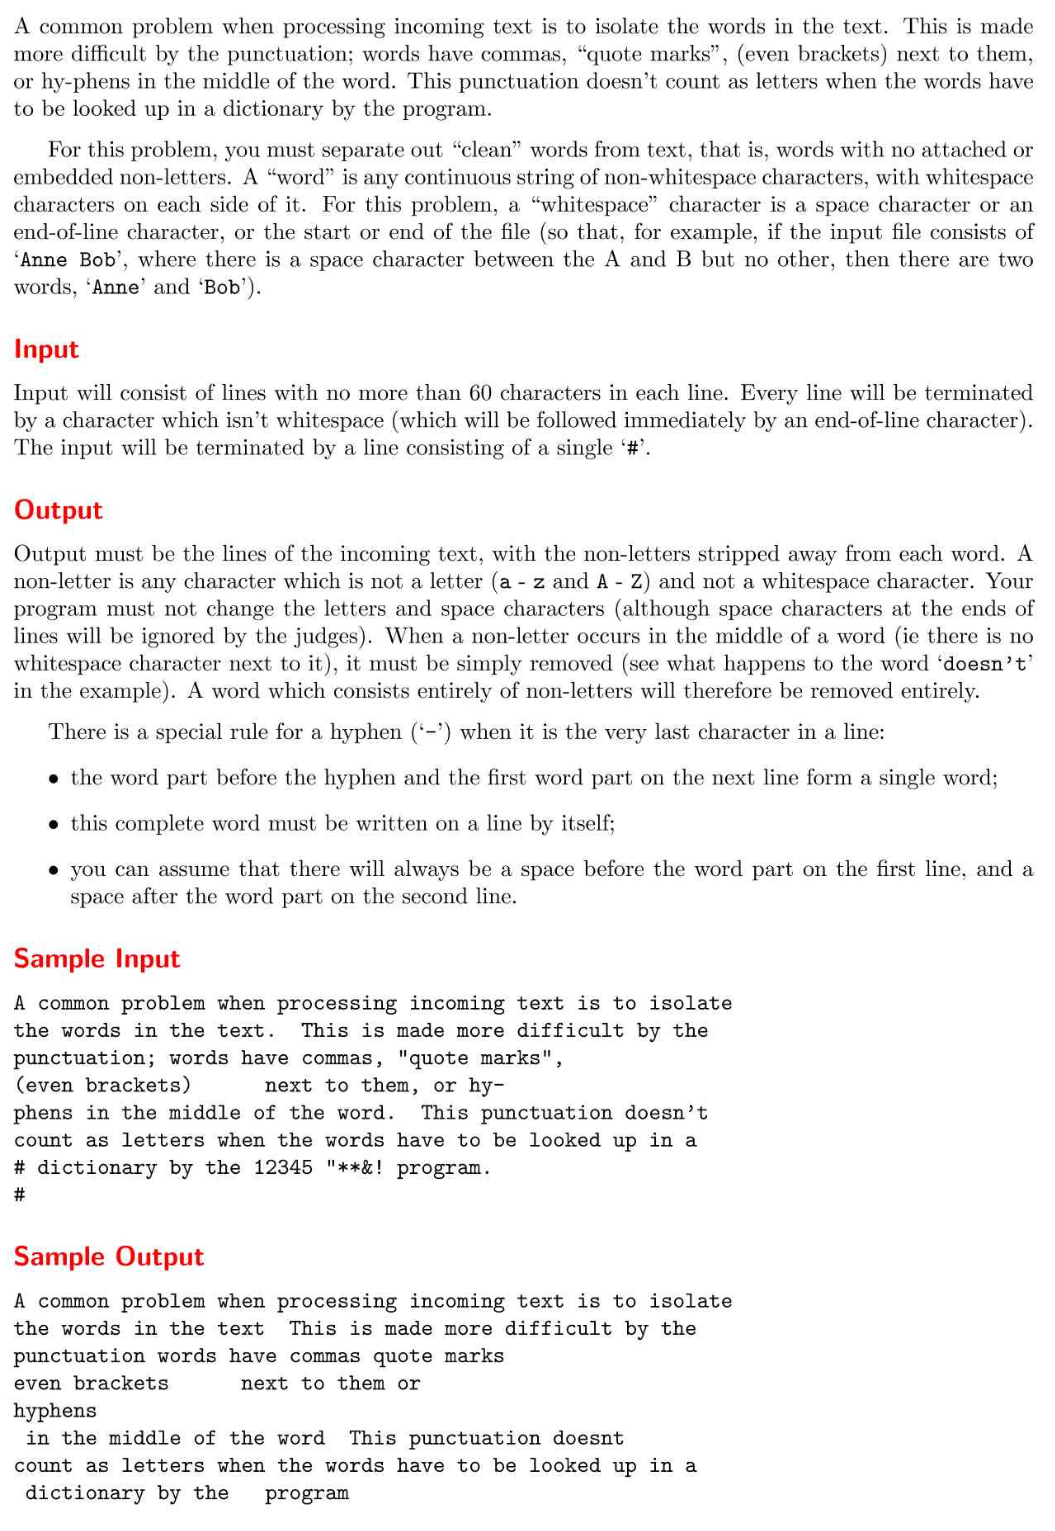 A common problem when processing incoming text is to isolate the words in the text. This is made
more difficult by the punctuation; words have commas, “quote marks”, (even brackets) next to them,
or hy-phens in the middle of the word. This punctuation doesn’t count as letters when the words have
to be looked up in a dictionary by the program.
For this problem, you must separate out “clean” words from text, that is, words with no attached or
embedded non-letters. A “word” is any continuous string of non-whitespace characters, with whitespace
characters on each side of it. For this problem, a “whitespace” character is a space character or an
end-of-line character, or the start or end of the file (so that, for example, if the input file consists of
‘Anne Bob’, where there is a space character between the A and B but no other, then there are two
words, ‘Anne’ and ‘Bob’).
Input
Input will consist of lines with no more than 60 characters in each line. Every line will be terminated
by a character which isn’t whitespace (which will be followed immediately by an end-of-line character).
The input will be terminated by a line consisting of a single ‘#’.
Output
Output must be the lines of the incoming text, with the non-letters stripped away from each word. A
non-letter is any character which is not a letter (a - z and A - Z) and not a whitespace character. Your
program must not change the letters and space characters (although space characters at the ends of
lines will be ignored by the judges). When a non-letter occurs in the middle of a word (ie there is no
whitespace character next to it), it must be simply removed (see what happens to the word ‘doesn’t’
in the example). A word which consists entirely of non-letters will therefore be removed entirely.
There is a special rule for a hyphen (‘-’) when it is the very last character in a line:
• the word part before the hyphen and the first word part on the next line form a single word;
• this complete word must be written on a line by itself;
• you can assume that there will always be a space before the word part on the first line, and a
space after the word part on the second line.
Sample Input
A common problem when processing incoming text is to isolate
the words in the text.  This is made more difficult by the
punctuation; words have commas, "quote marks",
(even brackets)      next to them, or hy-
phens in the middle of the word.  This punctuation doesn’t
count as letters when the words have to be looked up in a
# dictionary by the 12345 "**&! program.
#
Sample Output
A common problem when processing incoming text is to isolate
the words in the text  This is made more difficult by the
punctuation words have commas quote marks
even brackets      next to them or
hyphens
 in the middle of the word  This punctuation doesnt
count as letters when the words have to be looked up in a
 dictionary by the   program